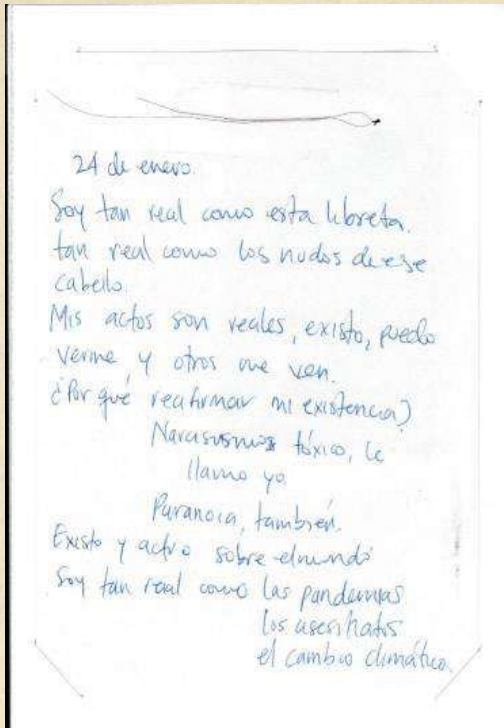 24 de enero.
Soy tan real como esta libreta.
tan real como los nudos de ese
cabello.
Mis actos son reales, existo, puedo
verme y otros me ven.
¿Por qué reafirmar mi existencia?
Narcisismos tóxico, le
llamo yo
Paranoia, también.
Existo y actúo sobre el mundo
Soy tan real como las pandemias
los asesinatos
el cambio climático.